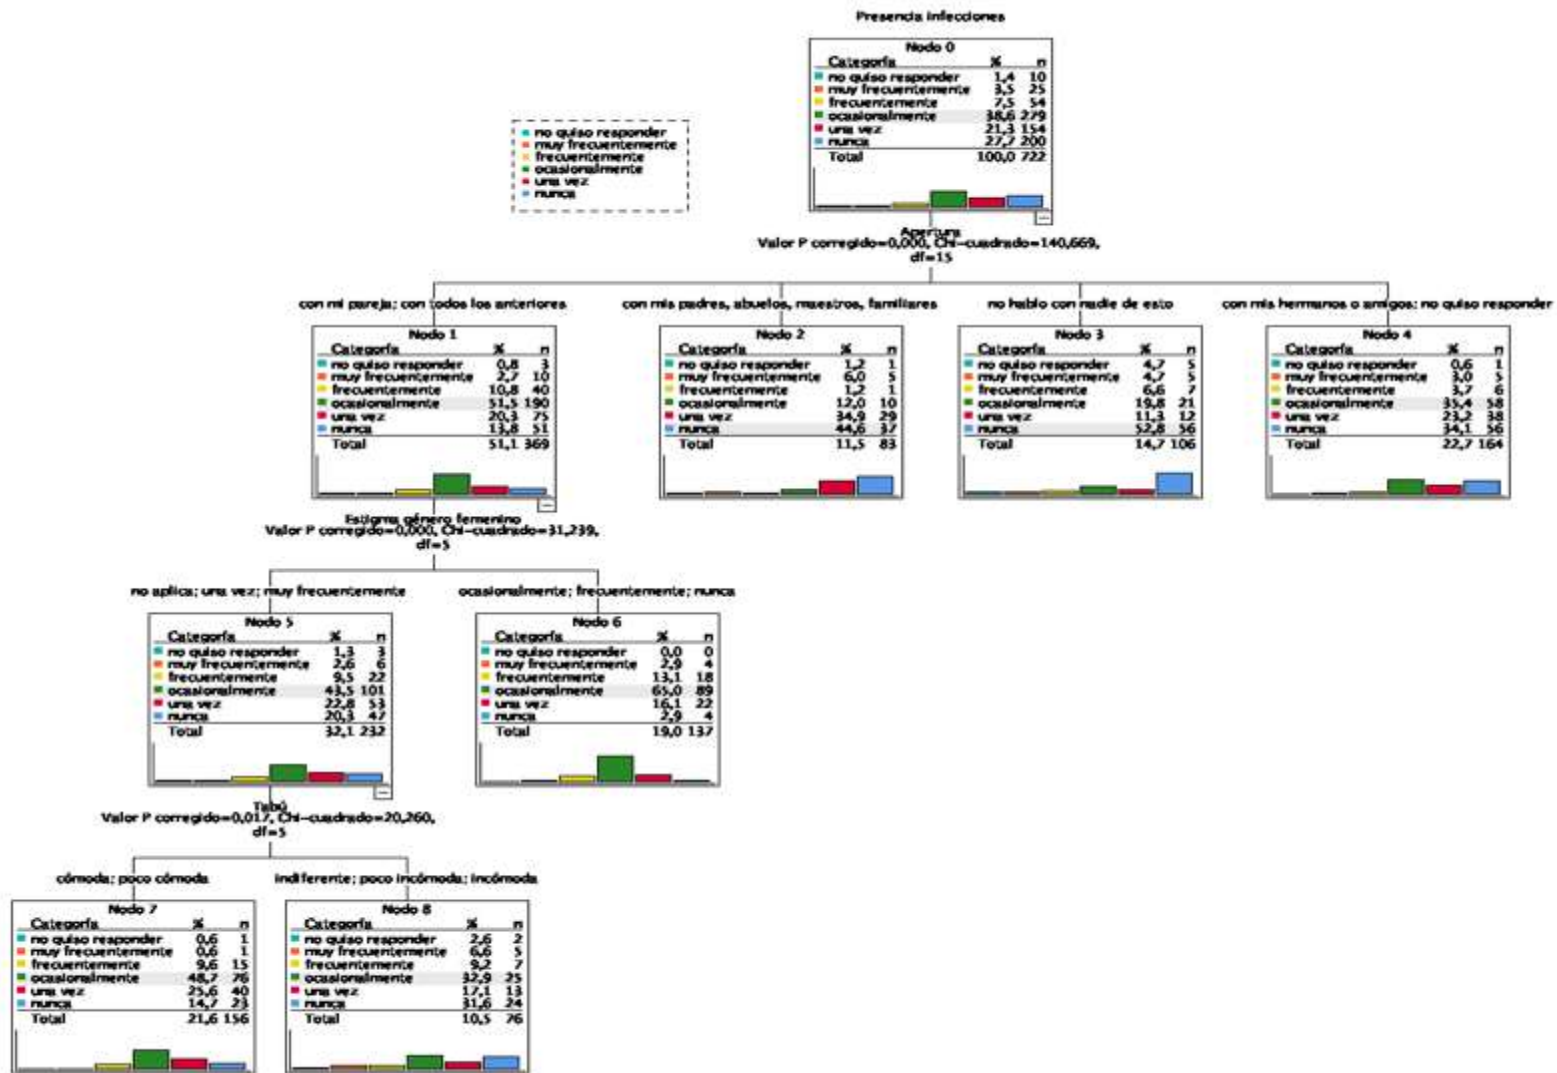 Presencia infecciones
Nodo 0
Categoría % n
no quiso responder 1,4 10
muy frecuentemente 3,5 25
frecuentemente 7,5 54
ocasionalmente 38,6 279
una vez 21,3 154
nunca 27,7 200
Total 100,0 722
no quiso responder
muy frecuentemente
frecuentemente
ocasionalmente
una vez
nunca
Apertura
Valor P corregido=0,000, Chi-cuadrado=140,669,
df=15
con mi pareja; con todos los anteriores
con mis padres, abuelos, maestros, familiares
no hablo con nadie de esto
con mis hermanos o amigos; no quiso responder
Nodo 1
Categoría % n
no quiso responder 0,8 3
muy frecuentemente 2,7 10
frecuentemente 10,8 40
ocasionalmente 51,5 190
una vez 20,3 75
nunca 13,8 51
Total 51,1 369
Nodo 2
Categoría % n
no quiso responder 1,2 1
muy frecuentemente 6,0 5
frecuentemente 1,2 1
ocasionalmente 12,0 10
una vez 34,9 29
nunca 44,6 37
Total 11,5 83
Nodo 3
Categoría % n
no quiso responder 4,7 5
muy frecuentemente 4,7 5
frecuentemente 6,6 7
ocasionalmente 19,8 21
una vez 11,3 12
nunca 52,8 56
Total 14,7 106
Nodo 4
Categoría % n
no quiso responder 0,6 1
muy frecuentemente 3,0 5
frecuentemente 3,7 6
ocasionalmente 35,4 58
una vez 23,2 38
nunca 34,1 56
Total 22,7 164
Estigma género femenino
Valor P corregido=0,000, Chi-cuadrado=31,239,
df=5
no aplica; una vez; muy frecuentemente
ocasionalmente; frecuentemente; nunca
Nodo 5
Categoría % n
no quiso responder 1,3 3
muy frecuentemente 2,6 6
frecuentemente 9,5 22
ocasionalmente 43,5 101
una vez 22,8 53
nunca 20,3 47
Total 32,1 232
Nodo 6
Categoría % n
no quiso responder 0,0 0
muy frecuentemente 2,9 4
frecuentemente 13,1 18
ocasionalmente 65,0 89
una vez 16,1 22
nunca 2,9 4
Total 19,0 137
Tabú
Valor P corregido=0,017, Chi-cuadrado=20,260,
df=5
cómoda; poco cómoda
indiferente; poco incómoda; incómoda
Nodo 7
Categoría % n
no quiso responder 0,6 1
muy frecuentemente 0,6 1
frecuentemente 9,6 15
ocasionalmente 48,7 76
una vez 25,6 40
nunca 14,7 23
Total 21,6 156
Nodo 8
Categoría % n
no quiso responder 2,6 2
muy frecuentemente 6,6 5
frecuentemente 9,2 7
ocasionalmente 32,9 25
una vez 17,1 13
nunca 31,6 24
Total 10,5 76